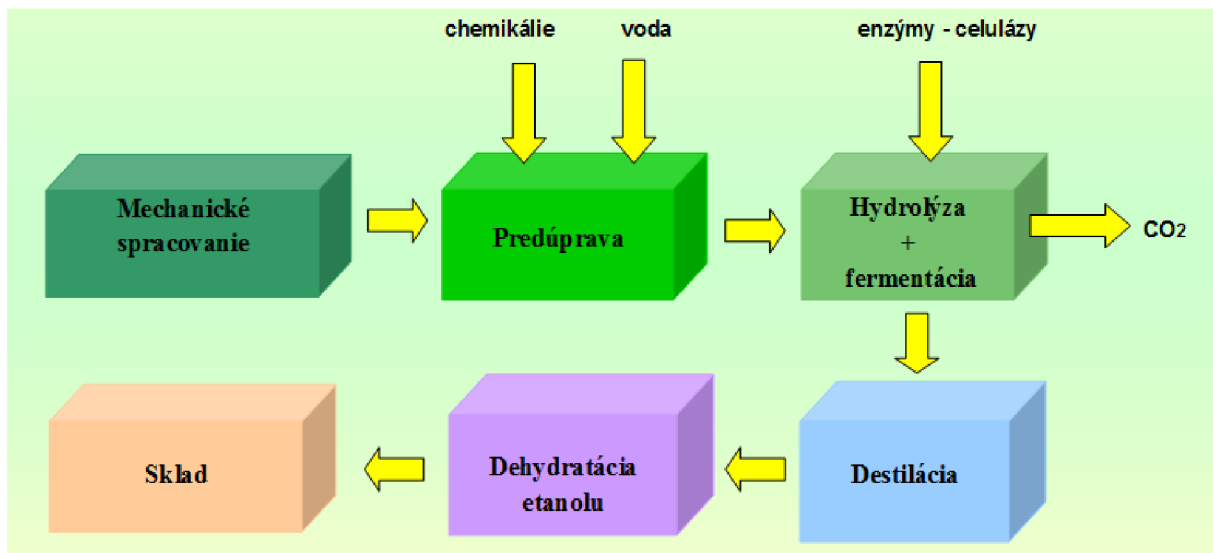 chemikálie voda enzýmy - celulázy
Mechanické
spracovanie
Predúprava
Hydrolýza
+
fermentácia
CO2
Sklad
Dehydratácia
etanolu
Destilácia